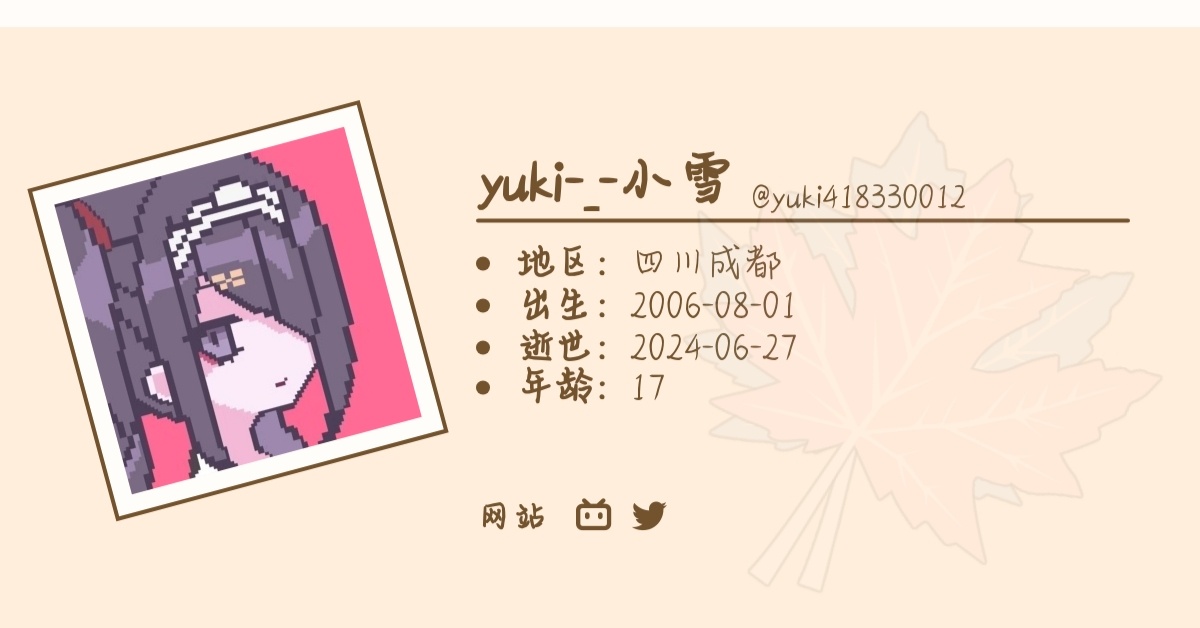 yuki-_-小雪 @yuki418330012
地区： 四川成都
出生： 2006-08-01
逝世： 2024-06-27
年龄： 17
网站